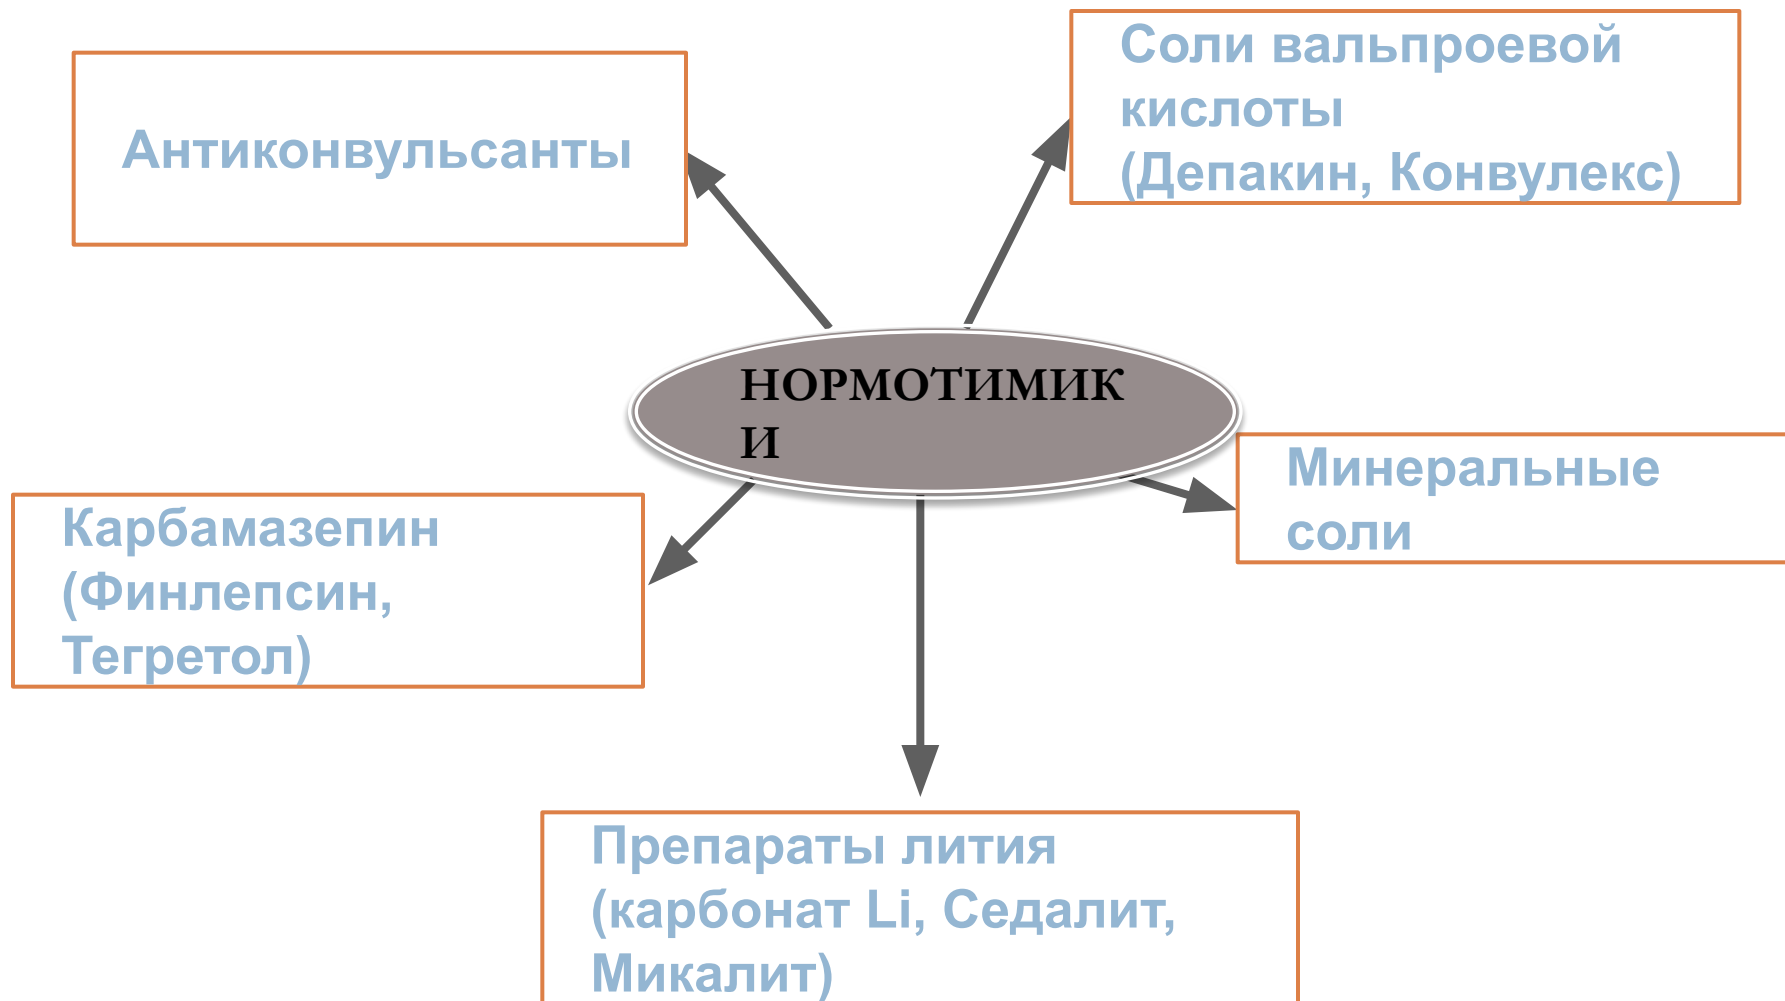 Антиконвульсанты
Соли вальпроевой
кислоты
(Депакин, Конвулекс)
НОРМОТИМИК
И
Минеральные
соли
Карбамазепин
(Финлепсин,
Тегретол)
Препараты лития
(карбонат Li, Седалит,
Микалит)